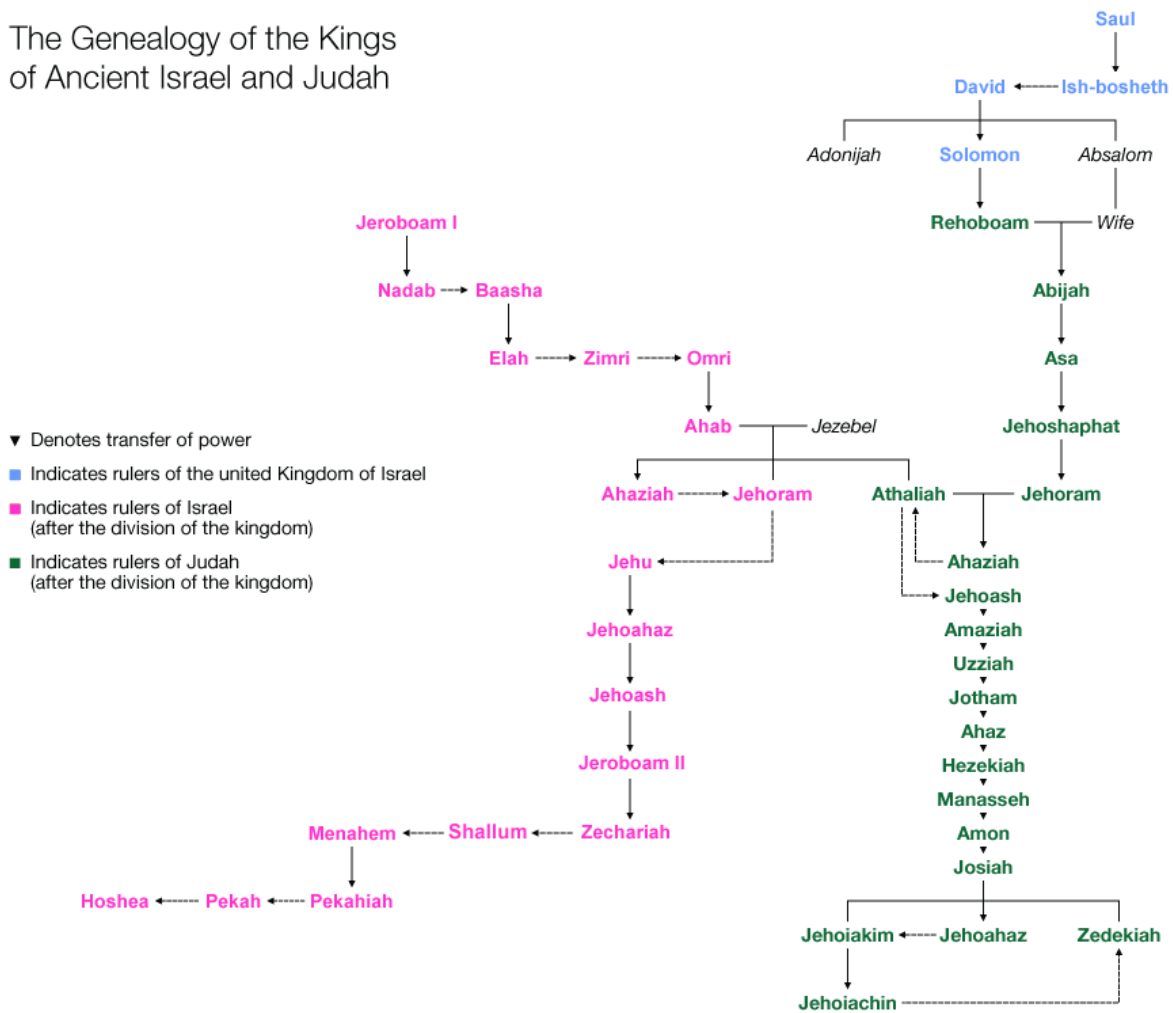 The Genealogy of the Kings
of Ancient Israel and Judah
Saul
David Ish-bosheth
Adonijah Solomon Absalom
Jeroboam I Rehoboam Wife
Nadab Baasha Abijah
Elah Zimri Omri Asa
Ahab Jezebel Jehoshaphat
Denotes transfer of power
Indicates rulers of the united Kingdom of Israel
Indicates rulers of Israel
(after the division of the kingdom)
Indicates rulers of Judah
(after the division of the kingdom)
Ahaziah Jehoram Athaliah Jehoram
Jehu Ahaziah
Jehoash
Jehoahaz Amaziah
Uzziah
Jehoash Jotham
Ahaz
Jeroboam II Hezekiah
Manasseh
Menahem Shallum Zechariah Amon
Josiah
Hoshea Pekah Pekahiah
Jehoiakim Jehoahaz Zedekiah
Jehoiachin